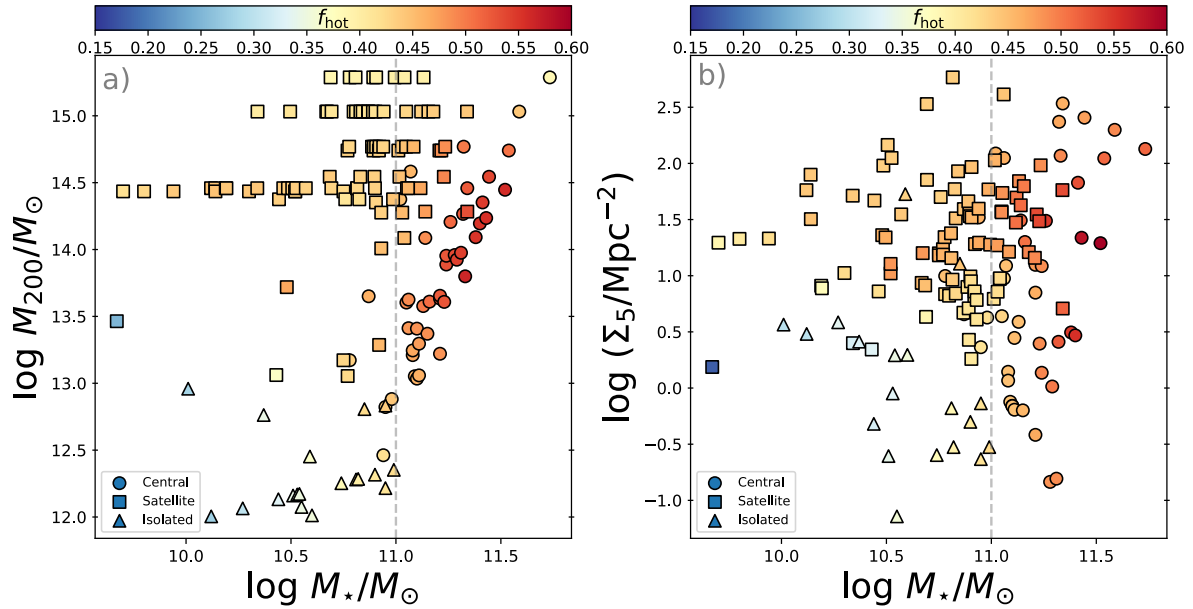 f_hot
0.15 0.20 0.25 0.30 0.35 0.40 0.45 0.50 0.55 0.60
a)
15.0
14.5
14.0
13.5
13.0
12.5
12.0
log M_200/M_⊙
Central
Satellite
Isolated
10.0 10.5 11.0 11.5
log M_⋆/M_⊙
f_hot
0.15 0.20 0.25 0.30 0.35 0.40 0.45 0.50 0.55 0.60
b)
2.5
2.0
1.5
1.0
0.5
0.0
−0.5
−1.0
log (Σ_5/Mpc^−2)
Central
Satellite
Isolated
10.0 10.5 11.0 11.5
log M_⋆/M_⊙